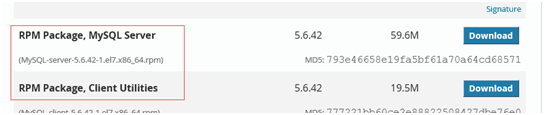 Signature
RPM Package, MySQL Server 5.6.42 59.6M Download
(MySQL-server-5.6.42-1.el7.x86_64.rpm) MD5: 793e46658e19fa5bf61a70a64cd68571
RPM Package, Client Utilities 5.6.42 19.5M Download
(MySQL-client-5.6.42-1.el7.x86_64.rpm) MD5: